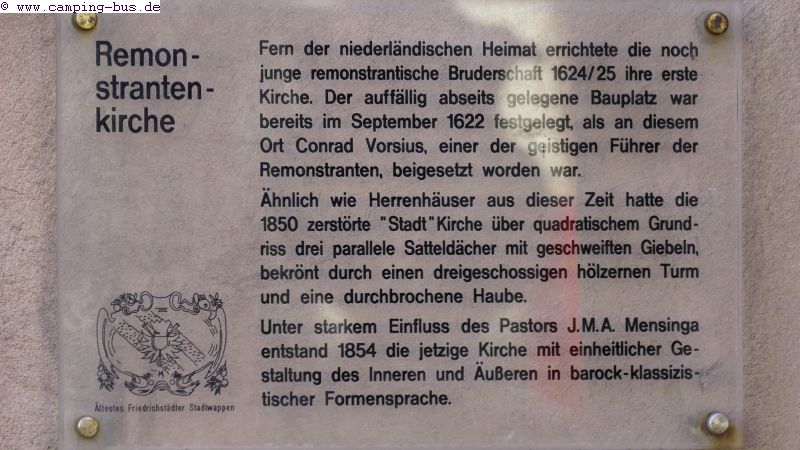 © www.camping-bus.de
Remon-
stranten-
kirche
Fern der niederländischen Heimat errichtete die noch
junge remonstrantische Bruderschaft 1624/25 ihre erste
Kirche. Der auffällig abseits gelegene Bauplatz war
bereits im September 1622 festgelegt, als an diesem
Ort Conrad Vorsius, einer der geistigen Führer der
Remonstranten, beigesetzt worden war.
Ähnlich wie Herrenhäuser aus dieser Zeit hatte die
1850 zerstörte "Stadt"Kirche über quadratischem Grund-
riss drei parallele Satteldächer mit geschweiften Giebeln,
bekrönt durch einen dreigeschossigen hölzernen Turm
und eine durchbrochene Haube.
Unter starkem Einfluss des Pastors J.M.A. Mensinga
entstand 1854 die jetzige Kirche mit einheitlicher Ge-
staltung des Inneren und Äußeren in barock-klassizis-
tischer Formensprache.
Ältestes Friedrichstädter Stadtwappen